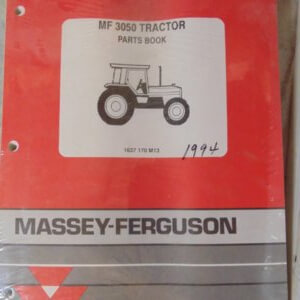 MF 3050 TRACTOR
PARTS BOOK
1637 170 M13
1994
MASSEY-FERGUSON